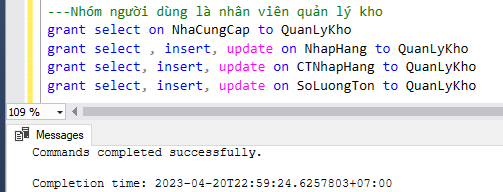 ---Nhóm người dùng là nhân viên quản lý kho
grant select on NhaCungCap to QuanLyKho
grant select , insert, update on NhapHang to QuanLyKho
grant select, insert, update on CTNhapHang to QuanLyKho
grant select, insert, update on SoLuongTon to QuanLyKho
109 %
Messages
Commands completed successfully.
Completion time: 2023-04-20T22:59:24.6257803+07:00